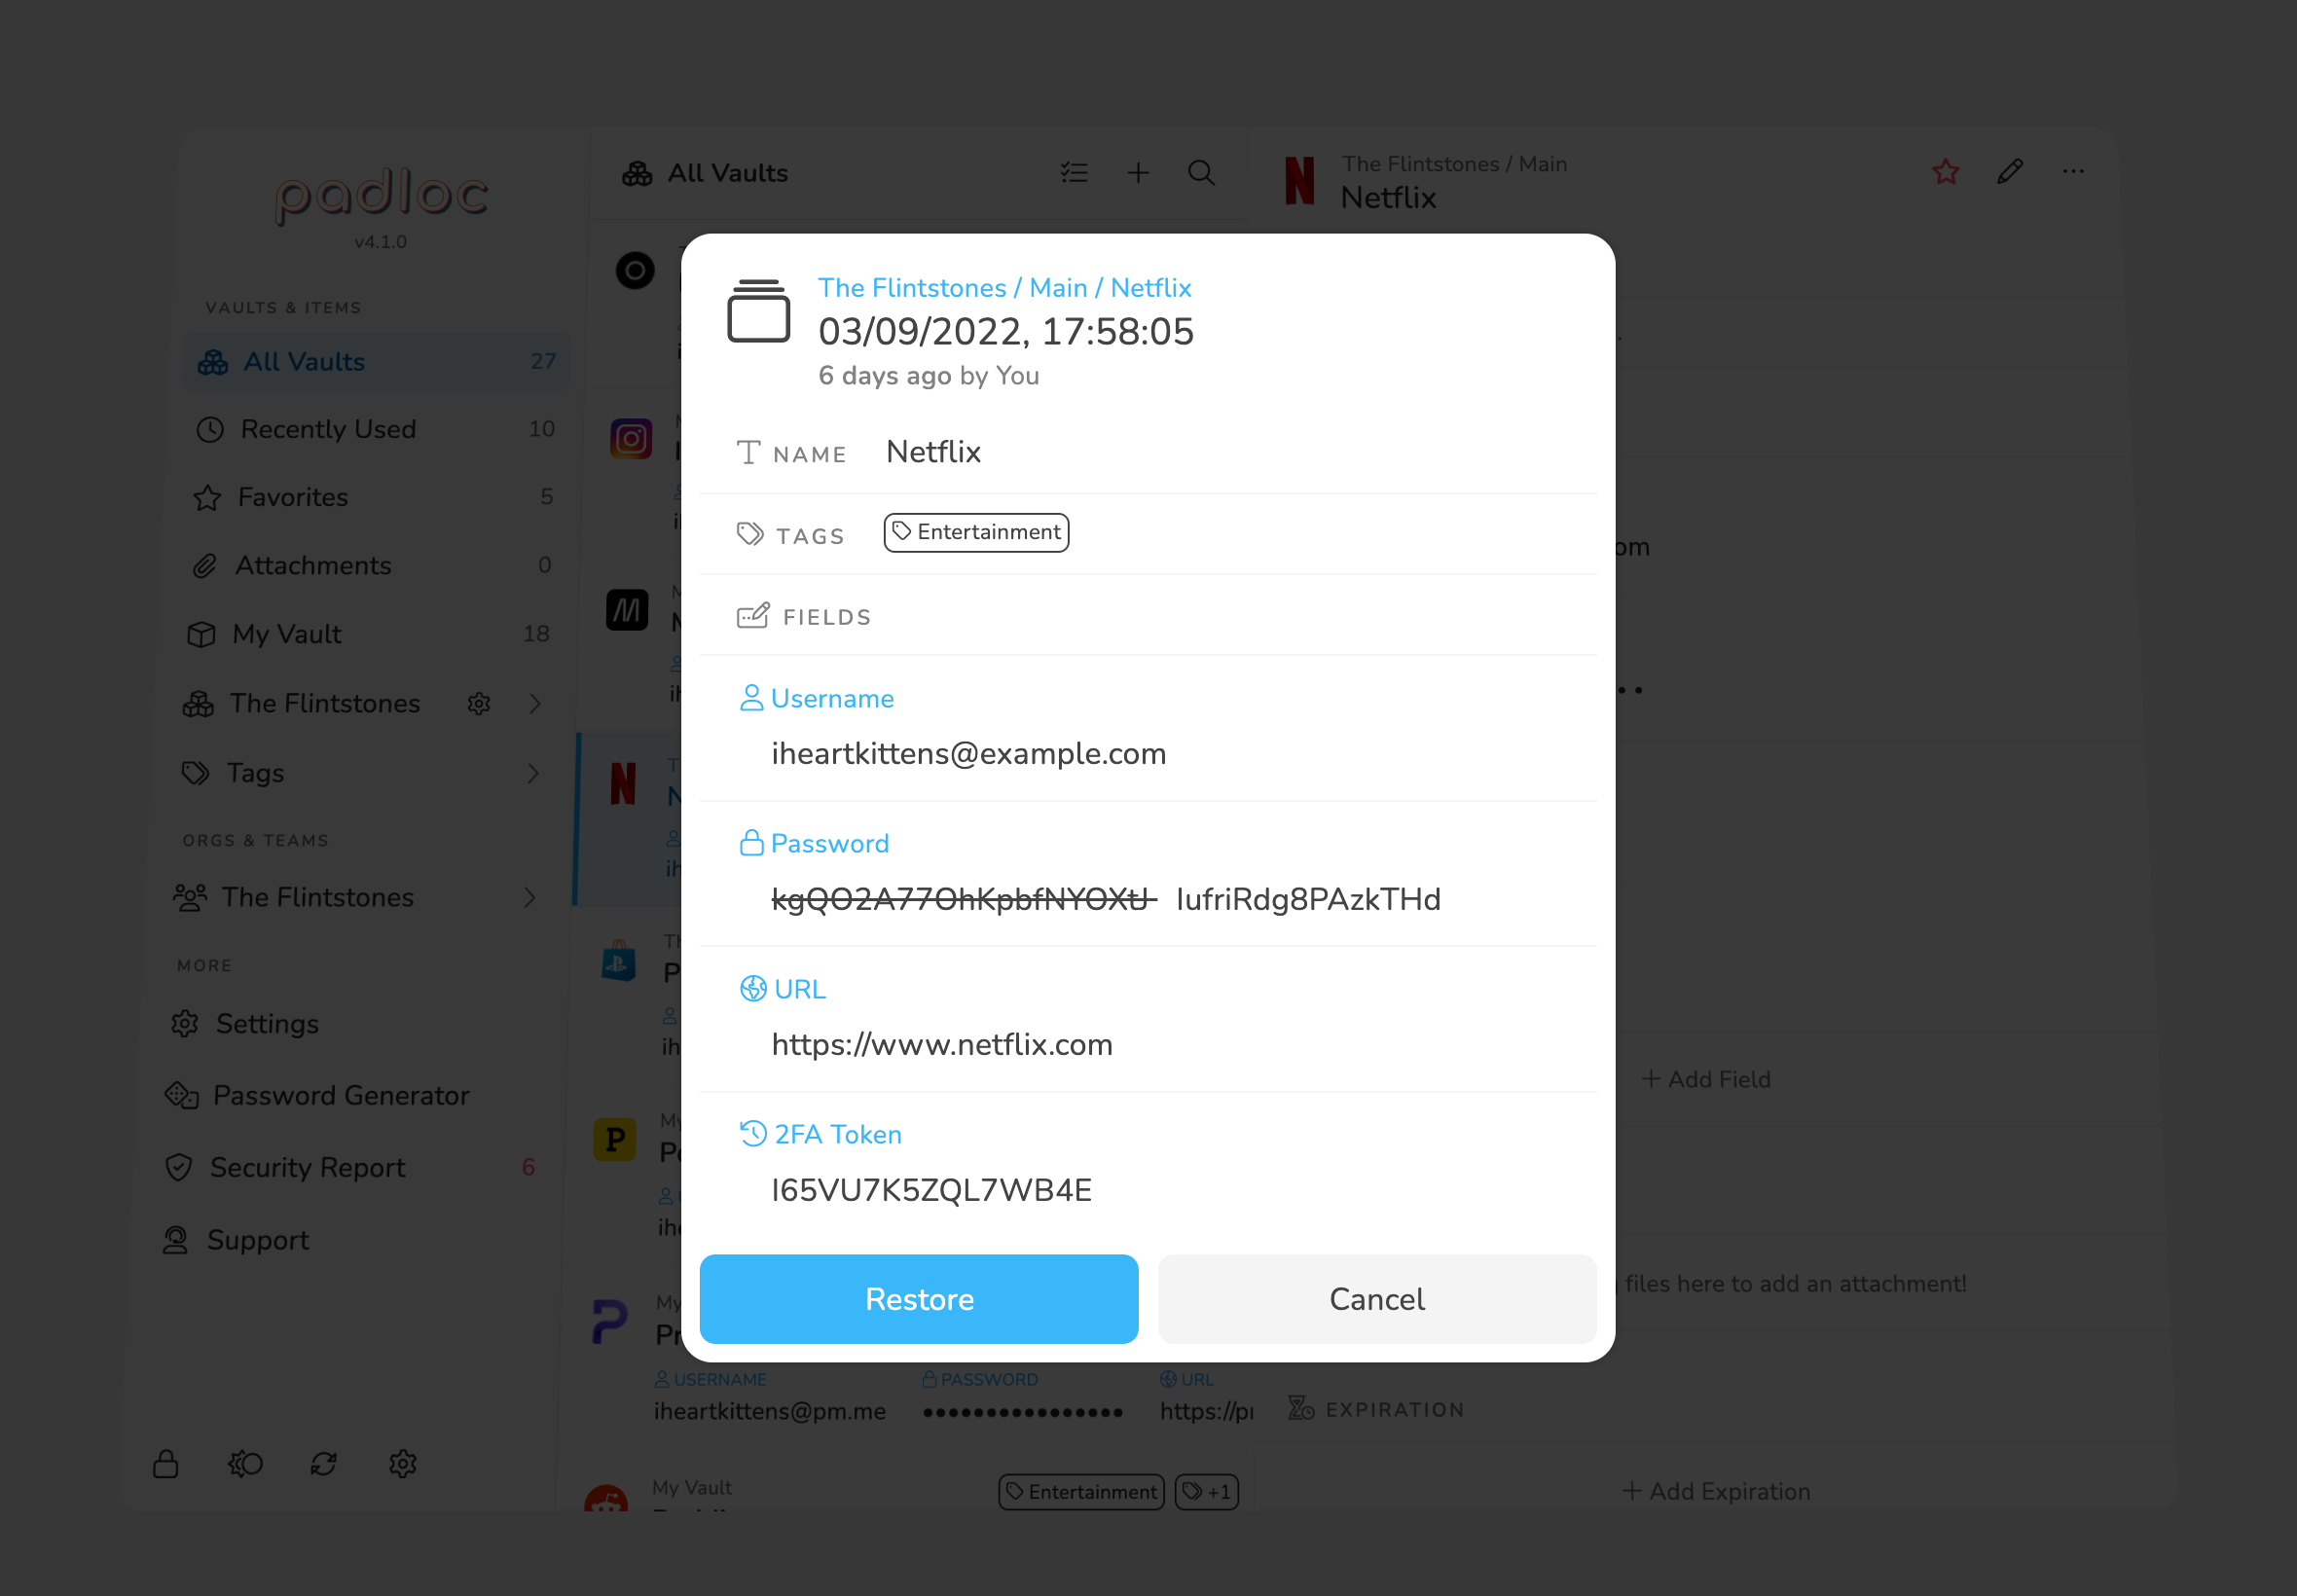 padloc
v4.1.0
VAULTS & ITEMS
All Vaults 27
Recently Used 10
Favorites 5
Attachments 0
My Vault 18
The Flintstones
Tags
ORGS & TEAMS
The Flintstones
MORE
Settings
Password Generator
Security Report 6
Support
All Vaults
The Flintstones / Main
Netflix
The Flintstones / Main / Netflix
03/09/2022, 17:58:05
6 days ago by You
NAME Netflix
TAGS Entertainment
FIELDS
Username
iheartkittens@example.com
Password
kgQO2A77OhKpbfNYOXtJ IufriRdg8PAzkTHd
URL
https://www.netflix.com
2FA Token
I65VU7K5ZQL7WB4E
Restore
Cancel
USERNAME PASSWORD URL
iheartkittens@pm.me ●●●●●●●●●●●●●●●● https://pr
My Vault Entertainment +1
+ Add Field
files here to add an attachment!
EXPIRATION
+ Add Expiration